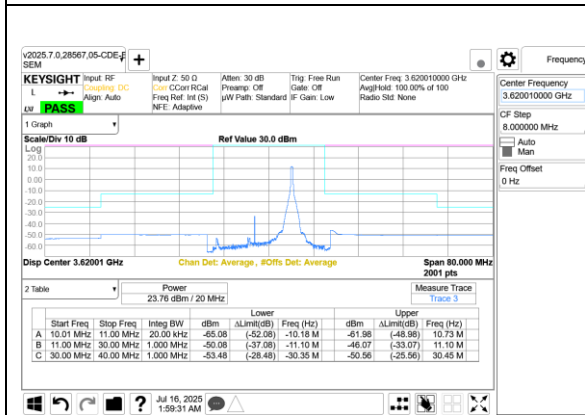 v2025.7.0,28567,05-CDE-F
SEM
Frequency
KEYSIGHT Input: RF Input Z: 50 Ω Atten: 30 dB Trig: Free Run Center Freq: 3.620010000 GHz
L Coupling: DC Corr CCorr RCal Preamp: Off Gate: Off Avg|Hold: 100.00% of 100
Align: Auto Freq Ref: Int (S) µW Path: Standard IF Gain: Low Radio Std: None
LXI PASS NFE: Adaptive
Center Frequency
3.620010000 GHz
CF Step
8.000000 MHz
Auto
Man
Freq Offset
0 Hz
1 Graph
Scale/Div 10 dB Ref Value 30.0 dBm
Log
20.0
10.0
0.00
-10.0
-20.0
-30.0
-40.0
-50.0
-60.0
Disp Center 3.62001 GHz Chan Det: Average, #Offs Det: Average Span 80.000 MHz
2001 pts
2 Table Power Measure Trace
23.76 dBm / 20 MHz Trace 3
Lower Upper
Start Freq Stop Freq Integ BW dBm ΔLimit(dB) Freq (Hz) dBm ΔLimit(dB) Freq (Hz)
A 10.01 MHz 11.00 MHz 20.00 kHz -65.08 (-52.08) -10.18 M -61.98 (-48.98) 10.73 M
B 11.00 MHz 30.00 MHz 1.000 MHz -50.08 (-37.08) -11.10 M -46.07 (-33.07) 11.10 M
C 30.00 MHz 40.00 MHz 1.000 MHz -53.48 (-28.48) -30.35 M -50.56 (-25.56) 30.45 M
? Jul 16, 2025
1:59:31 AM